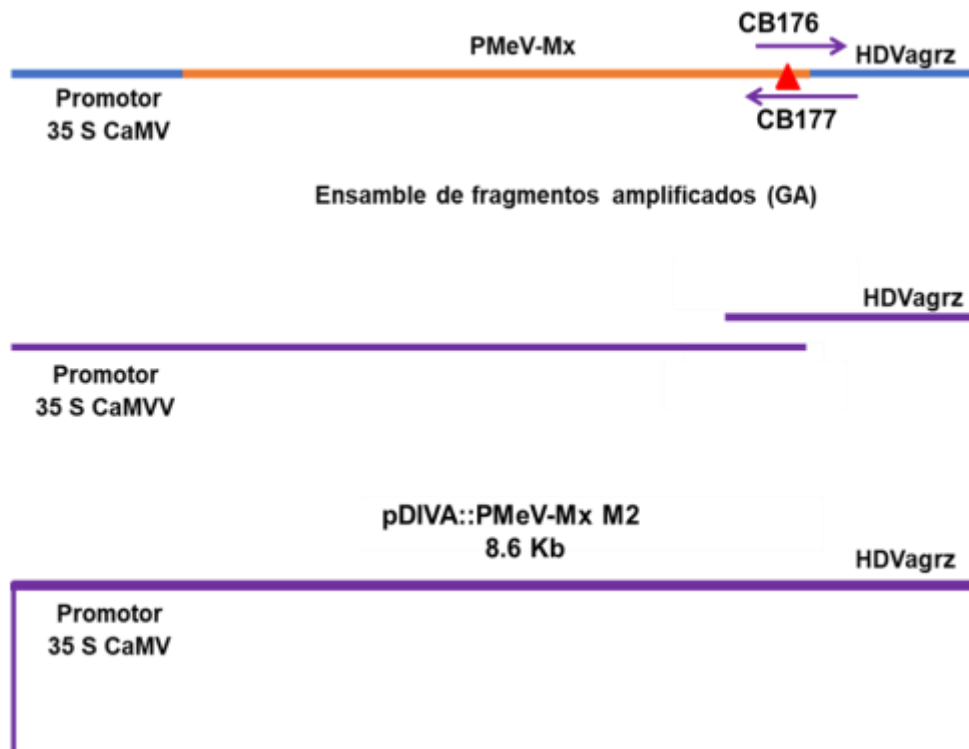 CB176
PMeV-Mx
HDVagrz
Promotor
35 S CaMV
CB177
Ensamble de fragmentos amplificados (GA)
HDVagrz
Promotor
35 S CaMVV
pDIVA::PMeV-Mx M2
8.6 Kb
HDVagrz
Promotor
35 S CaMV